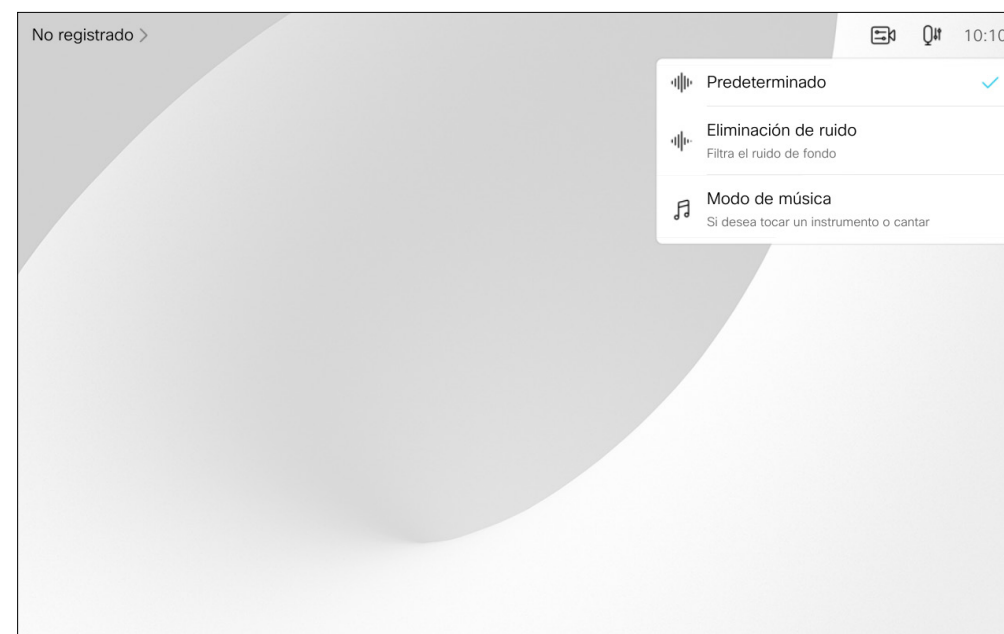 No registrado >
10:10
Predeterminado
Eliminación de ruido
Filtra el ruido de fondo
Modo de música
Si desea tocar un instrumento o cantar